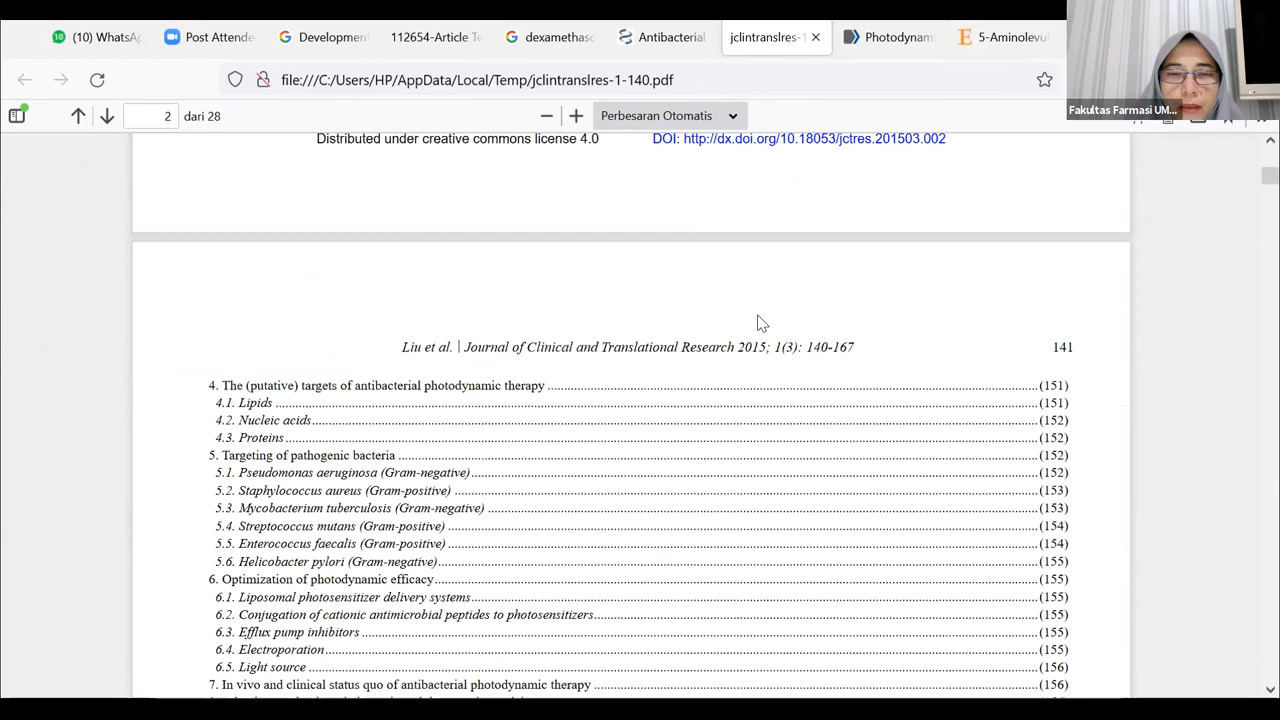 (10) WhatsA
Post Attende
Development
112654-Article Te
dexamethaso
Antibacterial
jclintranslres-1
Photodynam
5-Aminolevu
file:///C:/Users/HP/AppData/Local/Temp/jclintranslres-1-140.pdf
Fakultas Farmasi UM...
2 dari 28
Perbesaran Otomatis
Distributed under creative commons license 4.0 DOI: http://dx.doi.org/10.18053/jctres.201503.002
Liu et al. | Journal of Clinical and Translational Research 2015; 1(3): 140-167 141
4. The (putative) targets of antibacterial photodynamic therapy (151)
4.1. Lipids (151)
4.2. Nucleic acids (152)
4.3. Proteins (152)
5. Targeting of pathogenic bacteria (152)
5.1. Pseudomonas aeruginosa (Gram-negative) (152)
5.2. Staphylococcus aureus (Gram-positive) (153)
5.3. Mycobacterium tuberculosis (Gram-negative) (153)
5.4. Streptococcus mutans (Gram-positive) (154)
5.5. Enterococcus faecalis (Gram-positive) (154)
5.6. Helicobacter pylori (Gram-negative) (155)
6. Optimization of photodynamic efficacy (155)
6.1. Liposomal photosensitizer delivery systems (155)
6.2. Conjugation of cationic antimicrobial peptides to photosensitizers (155)
6.3. Efflux pump inhibitors (155)
6.4. Electroporation (155)
6.5. Light source (156)
7. In vivo and clinical status quo of antibacterial photodynamic therapy (156)